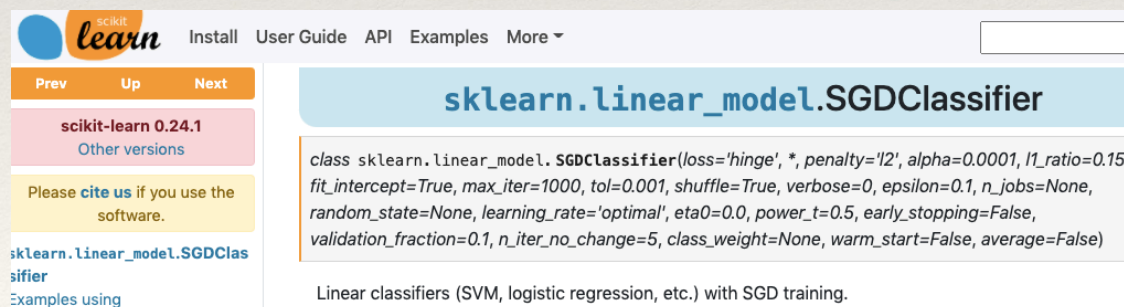 scikit learn Install User Guide API Examples More
Prev Up Next
scikit-learn 0.24.1
Other versions
Please cite us if you use the
software.
sklearn.linear_model.SGDClas
sifier
Examples using
sklearn.linear_model.SGDClassifier
class sklearn.linear_model.SGDClassifier(loss='hinge', *, penalty='l2', alpha=0.0001, l1_ratio=0.15
fit_intercept=True, max_iter=1000, tol=0.001, shuffle=True, verbose=0, epsilon=0.1, n_jobs=None,
random_state=None, learning_rate='optimal', eta0=0.0, power_t=0.5, early_stopping=False,
validation_fraction=0.1, n_iter_no_change=5, class_weight=None, warm_start=False, average=False)
Linear classifiers (SVM, logistic regression, etc.) with SGD training.